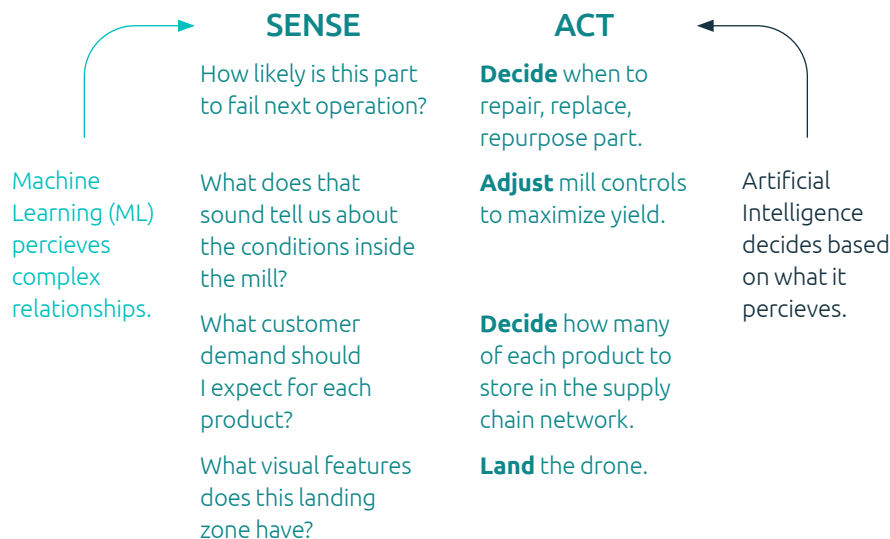 SENSE
ACT
How likely is this part
to fail next operation?
Decide when to
repair, replace,
repurpose part.
Machine
Learning (ML)
percieves
complex
relationships.
What does that
sound tell us about
the conditions inside
the mill?
Adjust mill controls
to maximize yield.
Artificial
Intelligence
decides based
on what it
percieves.
What customer
demand should
I expect for each
product?
Decide how many
of each product to
store in the supply
chain network.
What visual features
does this landing
zone have?
Land the drone.